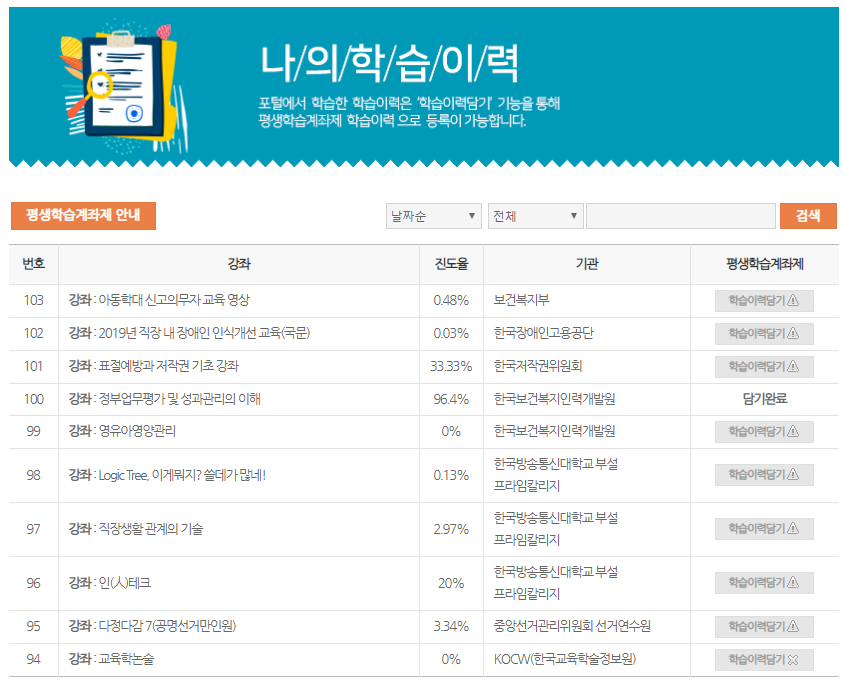 나/의/학/습/이/력
포털에서 학습한 학습이력은 '학습이력담기' 기능을 통해
평생학습계좌제 학습이력 으로 등록이 가능합니다.
평생학습계좌제 안내 날짜순 전체 검색
번호 강좌 진도율 기관 평생학습계좌제
103 강좌 : 아동학대 신고의무자 교육 영상 0.48% 보건복지부 학습이력담기
102 강좌 : 2019년 직장 내 장애인 인식개선 교육(국문) 0.03% 한국장애인고용공단 학습이력담기
101 강좌 : 표절예방과 저작권 기초 강좌 33.33% 한국저작권위원회 학습이력담기
100 강좌 : 정부업무평가 및 성과관리의 이해 96.4% 한국보건복지인력개발원 담기완료
99 강좌 : 영유아영양관리 0% 한국보건복지인력개발원 학습이력담기
98 강좌 : Logic Tree, 이게뭐지? 쓸데가 많네! 0.13% 한국방송통신대학교 부설 학습이력담기
프라임칼리지
97 강좌 : 직장생활 관계의 기술 2.97% 한국방송통신대학교 부설 학습이력담기
프라임칼리지
96 강좌 : 인(人)테크 20% 한국방송통신대학교 부설 학습이력담기
프라임칼리지
95 강좌 : 다정다감 7(공명선거만인원) 3.34% 중앙선거관리위원회 선거연수원 학습이력담기
94 강좌 : 교육학논술 0% KOCW(한국교육학술정보원) 학습이력담기